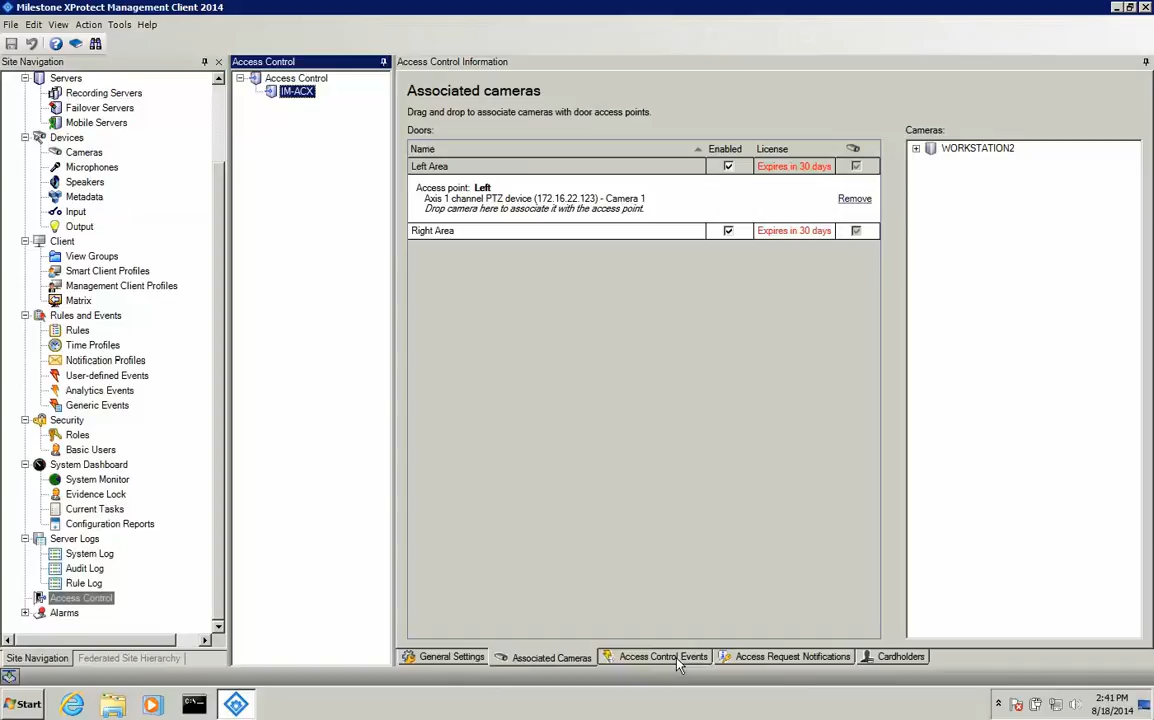 Milestone XProtect Management Client 2014
File Edit View Action Tools Help
Site Navigation
Servers
Recording Servers
Failover Servers
Mobile Servers
Devices
Cameras
Microphones
Speakers
Metadata
Input
Output
Client
View Groups
Smart Client Profiles
Management Client Profiles
Matrix
Rules and Events
Rules
Time Profiles
Notification Profiles
User-defined Events
Analytics Events
Generic Events
Security
Roles
Basic Users
System Dashboard
System Monitor
Evidence Lock
Current Tasks
Configuration Reports
Server Logs
System Log
Audit Log
Rule Log
Access Control
Alarms
Site Navigation Federated Site Hierarchy
Access Control
Access Control
IM-ACX
Access Control Information
Associated cameras
Drag and drop to associate cameras with door access points.
Doors:
Name Enabled License
Left Area Expires in 30 days
Access point: Left
Axis 1 channel PTZ device (172.16.22.123) - Camera 1 Remove
Drop camera here to associate it with the access point.
Right Area Expires in 30 days
Cameras:
WORKSTATION2
General Settings Associated Cameras Access Control Events Access Request Notifications Cardholders
Start
2:41 PM
8/18/2014